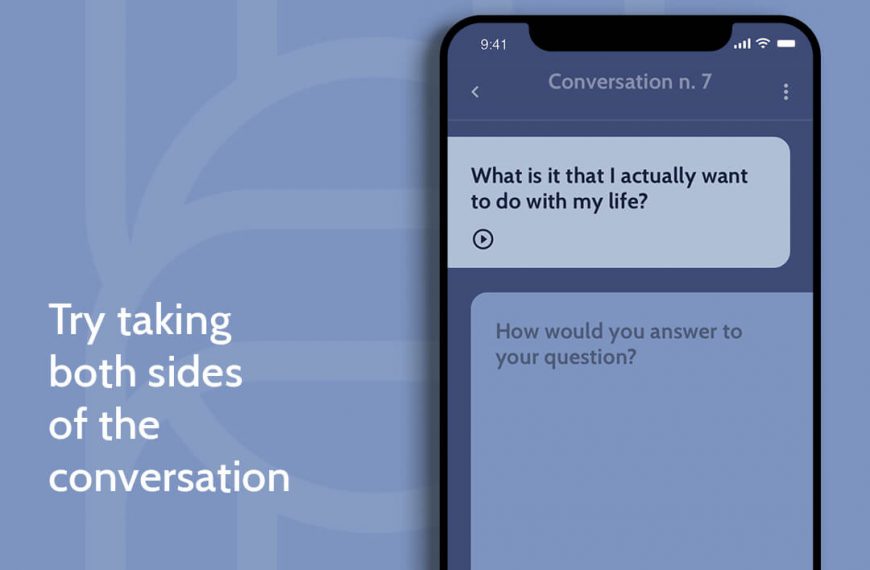 Try taking
both sides
of the
conversation
9:41
Conversation n. 7
What is it that I actually want
to do with my life?
How would you answer to
your question?